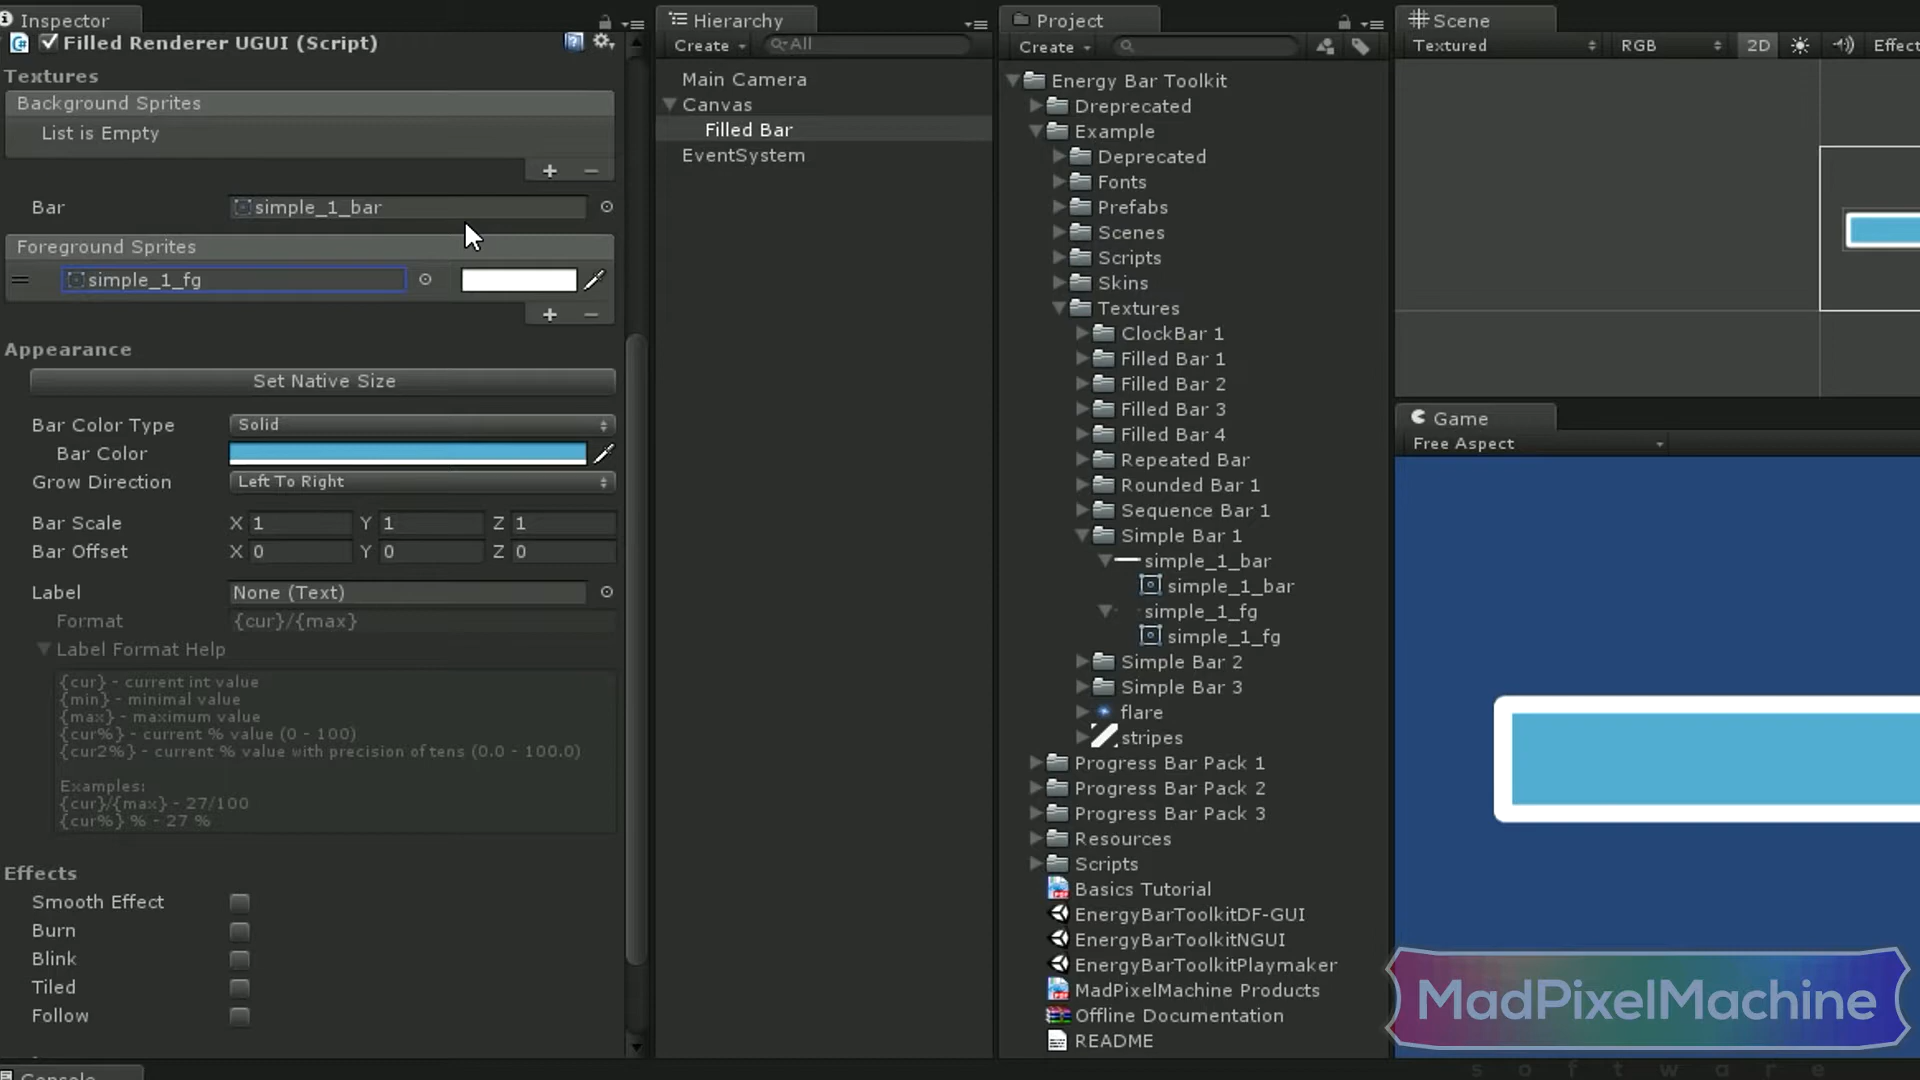 Inspector
Filled Renderer UGUI (Script)
Textures
Background Sprites
List is Empty
Bar simple_1_bar
Foreground Sprites
simple_1_fg
Appearance
Set Native Size
Bar Color Type Solid
Bar Color
Grow Direction Left To Right
Bar Scale X 1 Y 1 Z 1
Bar Offset X 0 Y 0 Z 0
Label None (Text)
Format {cur}/{max}
Label Format Help
{cur} - current int value
{min} - minimal value
{max} - maximum value
{cur%} - current % value (0 - 100)
{cur2%} - current % value with precision of tens (0.0 - 100.0)
Examples:
{cur}/{max} - 27/100
{cur%} % - 27 %
Effects
Smooth Effect
Burn
Blink
Tiled
Follow
Console
Hierarchy
Create All
Main Camera
Canvas
Filled Bar
EventSystem
Project
Create
Energy Bar Toolkit
Dreprecated
Example
Deprecated
Fonts
Prefabs
Scenes
Scripts
Skins
Textures
ClockBar 1
Filled Bar 1
Filled Bar 2
Filled Bar 3
Filled Bar 4
Repeated Bar
Rounded Bar 1
Sequence Bar 1
Simple Bar 1
simple_1_bar
simple_1_bar
simple_1_fg
simple_1_fg
Simple Bar 2
Simple Bar 3
flare
stripes
Progress Bar Pack 1
Progress Bar Pack 2
Progress Bar Pack 3
Resources
Scripts
Basics Tutorial
EnergyBarToolkitDF-GUI
EnergyBarToolkitNGUI
EnergyBarToolkitPlaymaker
MadPixelMachine Products
Offline Documentation
README
Scene
Textured RGB 2D Effect
Game
Free Aspect
MadPixelMachine
software